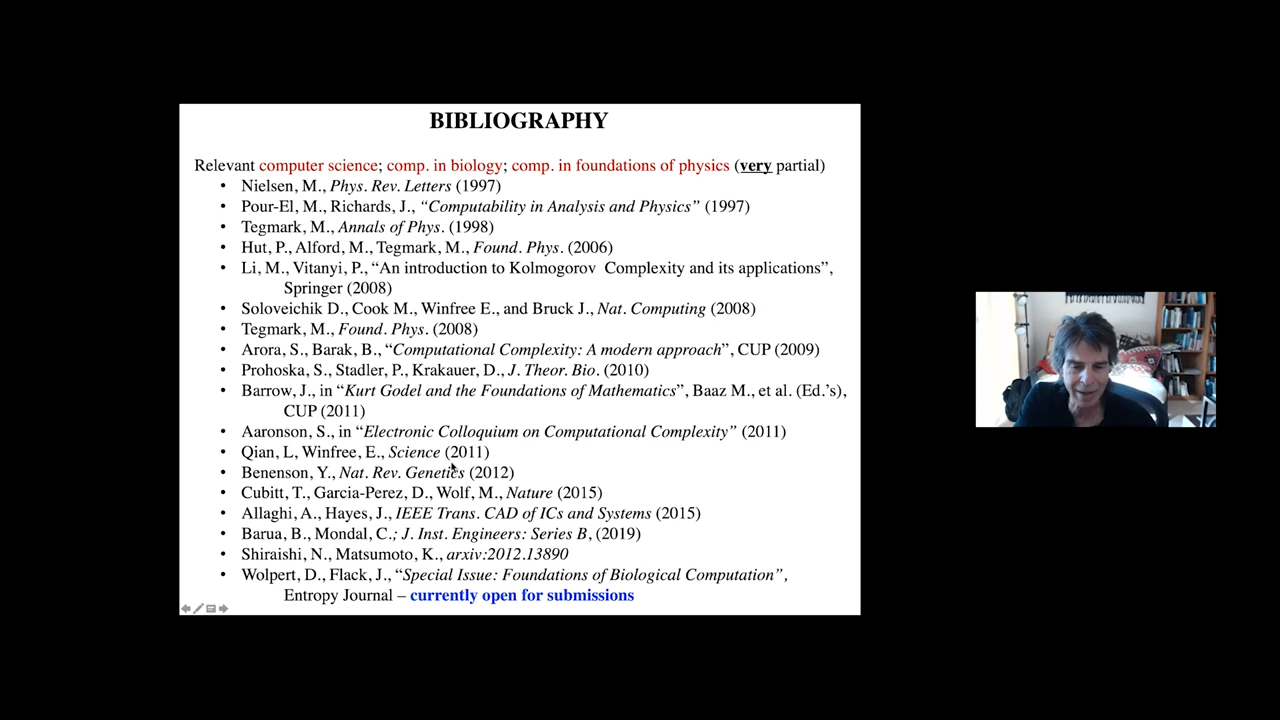 BIBLIOGRAPHY
Relevant computer science; comp. in biology; comp. in foundations of physics (very partial)
• Nielsen, M., Phys. Rev. Letters (1997)
• Pour-El, M., Richards, J., “Computability in Analysis and Physics” (1997)
• Tegmark, M., Annals of Phys. (1998)
• Hut, P., Alford, M., Tegmark, M., Found. Phys. (2006)
• Li, M., Vitanyi, P., “An introduction to Kolmogorov Complexity and its applications”,
Springer (2008)
• Soloveichik D., Cook M., Winfree E., and Bruck J., Nat. Computing (2008)
• Tegmark, M., Found. Phys. (2008)
• Arora, S., Barak, B., “Computational Complexity: A modern approach”, CUP (2009)
• Prohoska, S., Stadler, P., Krakauer, D., J. Theor. Bio. (2010)
• Barrow, J., in “Kurt Godel and the Foundations of Mathematics”, Baaz M., et al. (Ed.’s),
CUP (2011)
• Aaronson, S., in “Electronic Colloquium on Computational Complexity” (2011)
• Qian, L, Winfree, E., Science (2011)
• Benenson, Y., Nat. Rev. Genetics (2012)
• Cubitt, T., Garcia-Perez, D., Wolf, M., Nature (2015)
• Allaghi, A., Hayes, J., IEEE Trans. CAD of ICs and Systems (2015)
• Barua, B., Mondal, C.; J. Inst. Engineers: Series B, (2019)
• Shiraishi, N., Matsumoto, K., arxiv:2012.13890
• Wolpert, D., Flack, J., “Special Issue: Foundations of Biological Computation”,
Entropy Journal – currently open for submissions